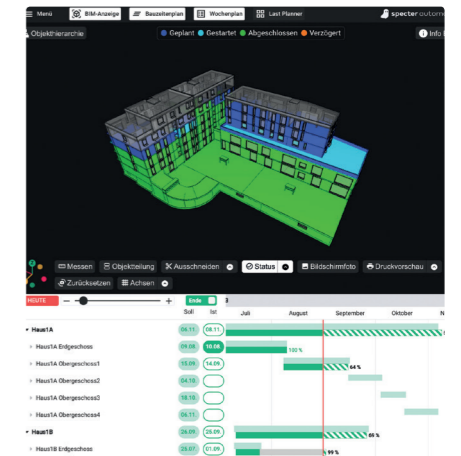 Menü BIM-Anzeige Bauzeitenplan Wochenplan Last Planner specter autome
Objekthierarchie Geplant Gestartet Abgeschlossen Verzögert Info
Messen Objektteilung Ausschneiden Status Bildschirmfoto Druckvorschau
Zurücksetzen Achsen
HEUTE − + Ende 3
Soll Ist Juli August September Oktober N
Haus1A 06.11. 08.11.
Haus1A Erdgeschoss 09.08. 10.08. 100 %
Haus1A Obergeschoss1 15.09. 14.09. 64 %
Haus1A Obergeschoss2 04.10.
Haus1A Obergeschoss3 18.10.
Haus1A Obergeschoss4 06.11.
Haus1B 26.09. 25.09. 69 %
Haus1B Erdgeschoss 28.07. 01.09. 99 %